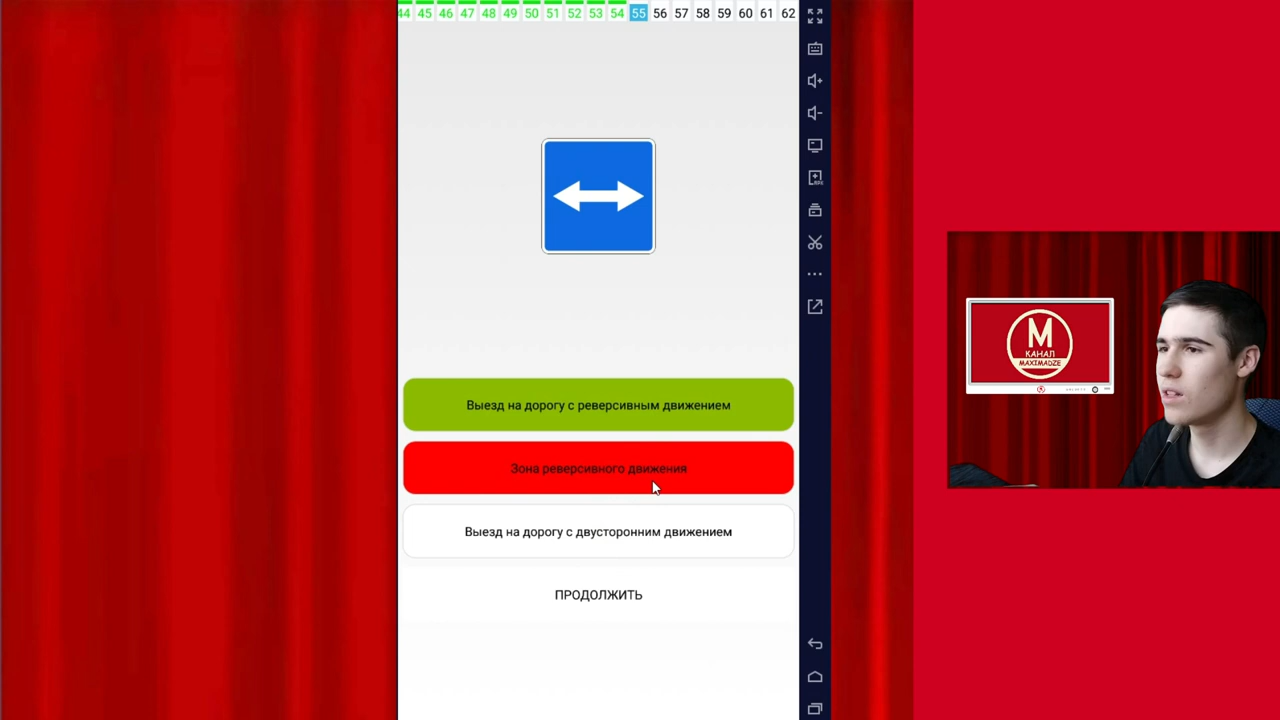 44 45 46 47 48 49 50 51 52 53 54 55 56 57 58 59 60 61 62
Выезд на дорогу с реверсивным движением
Зона реверсивного движения
Выезд на дорогу с двусторонним движением
ПРОДОЛЖИТЬ
М
КАНАЛ
MAXIMADZE